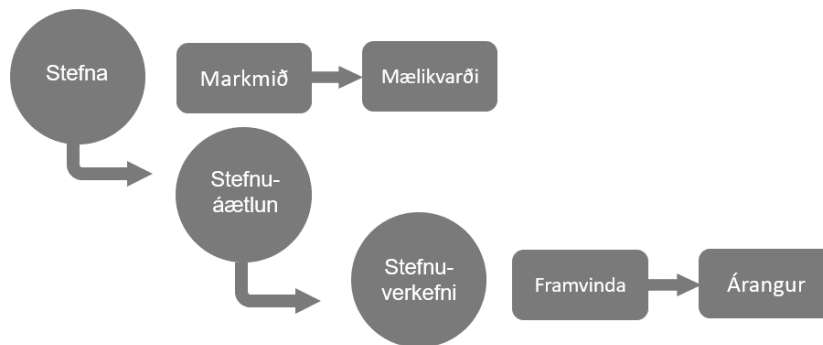 Stefna
Markmið
Mælikvarði
Stefnu-
áætlun
Stefnu-
verkefni
Framvinda
Árangur